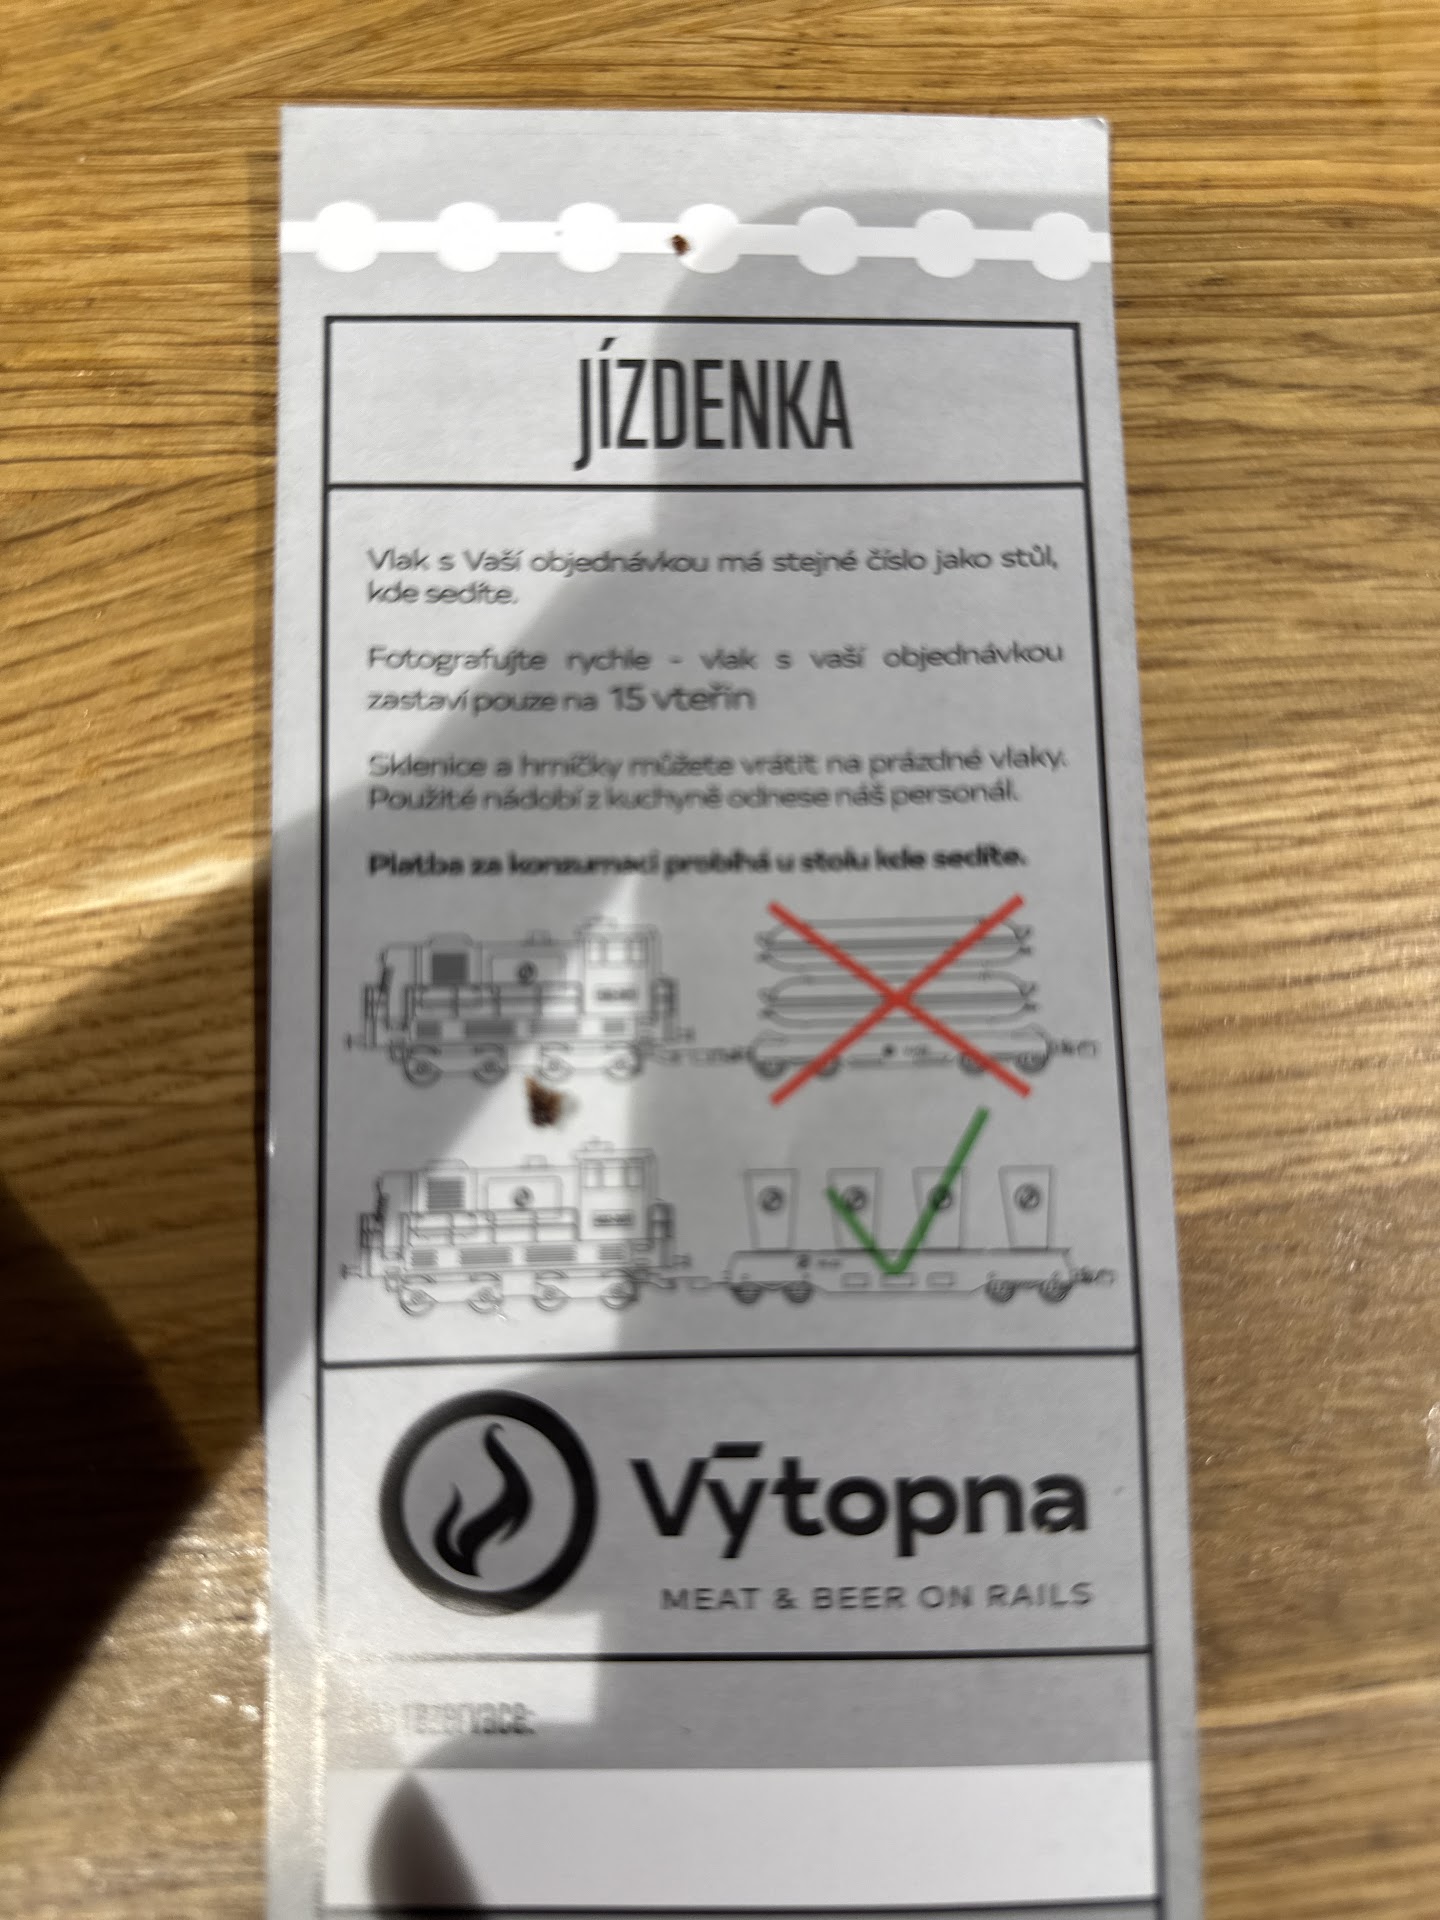 JÍZDENKA
Vlak s Vaší objednávkou má stejné číslo jako stůl,
kde sedíte.
Fotografujte rychle - vlak s vaší objednávkou
zastaví pouze na 15 vteřin
Sklenice a hrníčky můžete vrátit na prázdné vlaky.
Použité nádobí z kuchyně odnese náš personál.
Platba za konzumaci probíhá u stolu kde sedíte.
Výtopna
MEAT & BEER ON RAILS
rezervace: